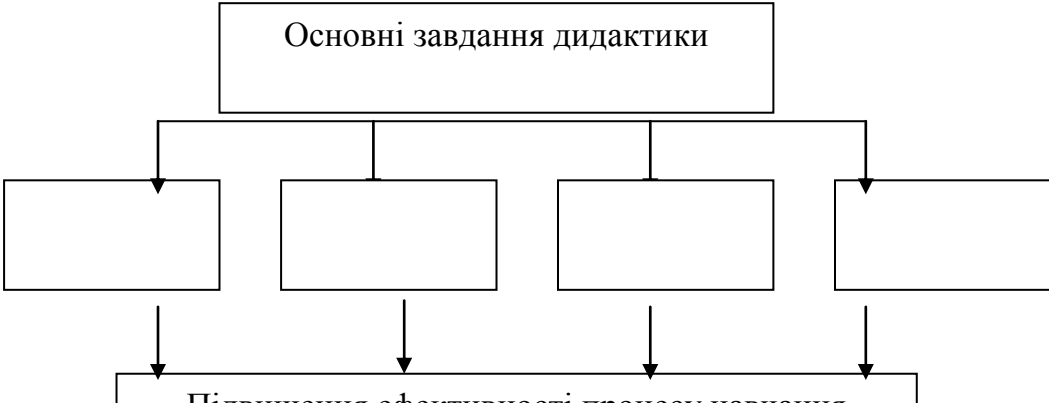 Основні завдання дидактики
Підвищення ефективності процесу навчання